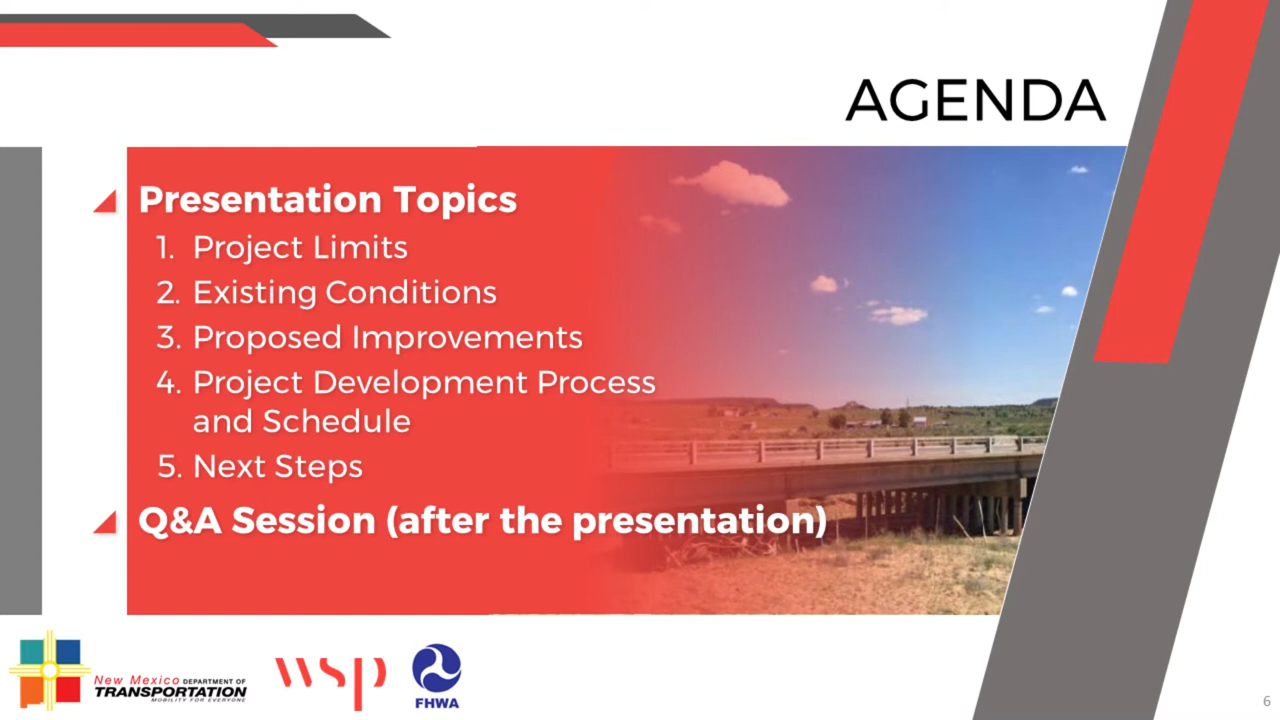 AGENDA
Presentation Topics
1. Project Limits
2. Existing Conditions
3. Proposed Improvements
4. Project Development Process
and Schedule
5. Next Steps
Q&A Session (after the presentation)
New Mexico DEPARTMENT OF
TRANSPORTATION
MOBILITY FOR EVERYONE
wsp
FHWA
6